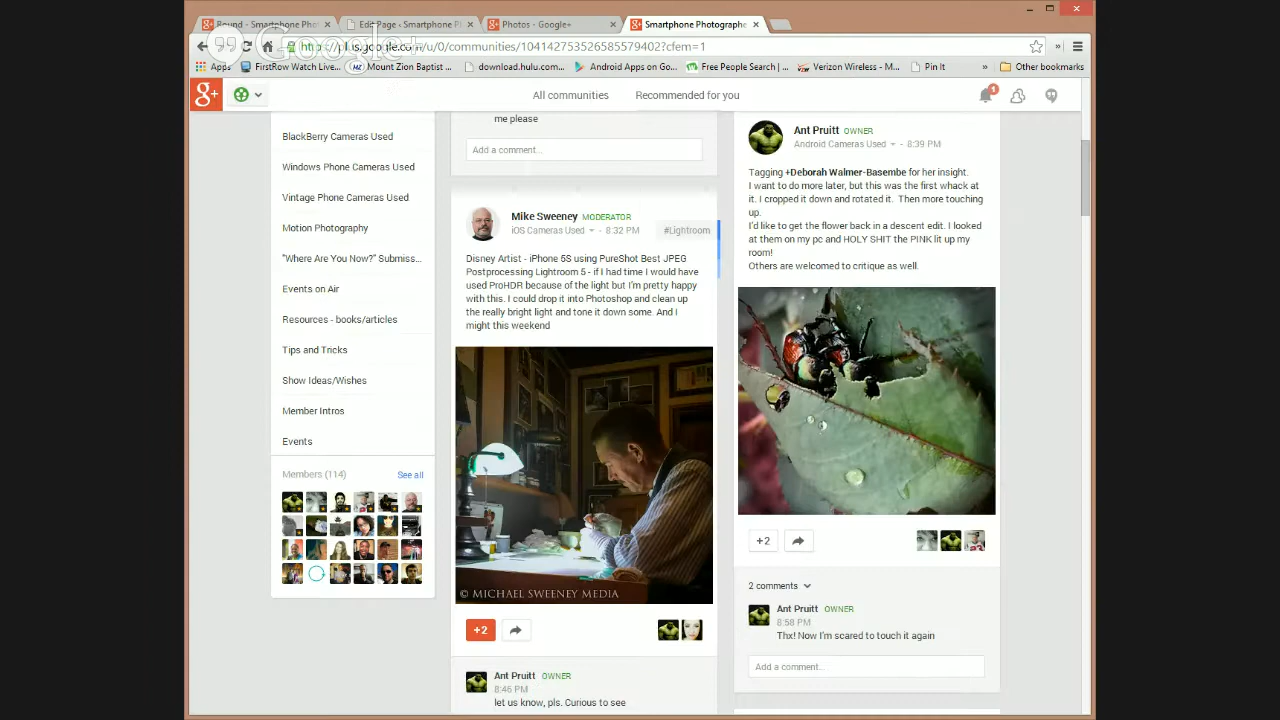 Round - Smartphone Phot
Edit Page ‹ Smartphone Pl
Photos - Google+
Smartphone Photographe
Google+
https://plus.google.com/u/0/communities/104142753526585579402?cfem=1
Apps
FirstRow Watch Live...
Mount Zion Baptist ...
download.hulu.com...
Android Apps on Go...
Free People Search | ...
Verizon Wireless - M...
Pin It
»
Other bookmarks
g+
All communities
Recommended for you
1
BlackBerry Cameras Used
Windows Phone Cameras Used
Vintage Phone Cameras Used
Motion Photography
"Where Are You Now?" Submiss...
Events on Air
Resources - books/articles
Tips and Tricks
Show Ideas/Wishes
Member Intros
Events
Members (114)
See all
me please
Add a comment...
Mike Sweeney MODERATOR
iOS Cameras Used - 8:32 PM
#Lightroom
Disney Artist - iPhone 5S using PureShot Best JPEG
Postprocessing Lightroom 5 - if I had time I would have
used ProHDR because of the light but I'm pretty happy
with this. I could drop it into Photoshop and clean up
the really bright light and tone it down some. And I
might this weekend
© MICHAEL SWEENEY MEDIA
+2
Ant Pruitt OWNER
8:46 PM
let us know, pls. Curious to see
Ant Pruitt OWNER
Android Cameras Used - 8:39 PM
Tagging +Deborah Walmer-Basembe for her insight.
I want to do more later, but this was the first whack at
it. I cropped it down and rotated it. Then more touching
up.
I'd like to get the flower back in a descent edit. I looked
at them on my pc and HOLY SHIT the PINK lit up my
room!
Others are welcomed to critique as well.
+2
2 comments
Ant Pruitt OWNER
8:58 PM
Thx! Now I'm scared to touch it again
Add a comment...